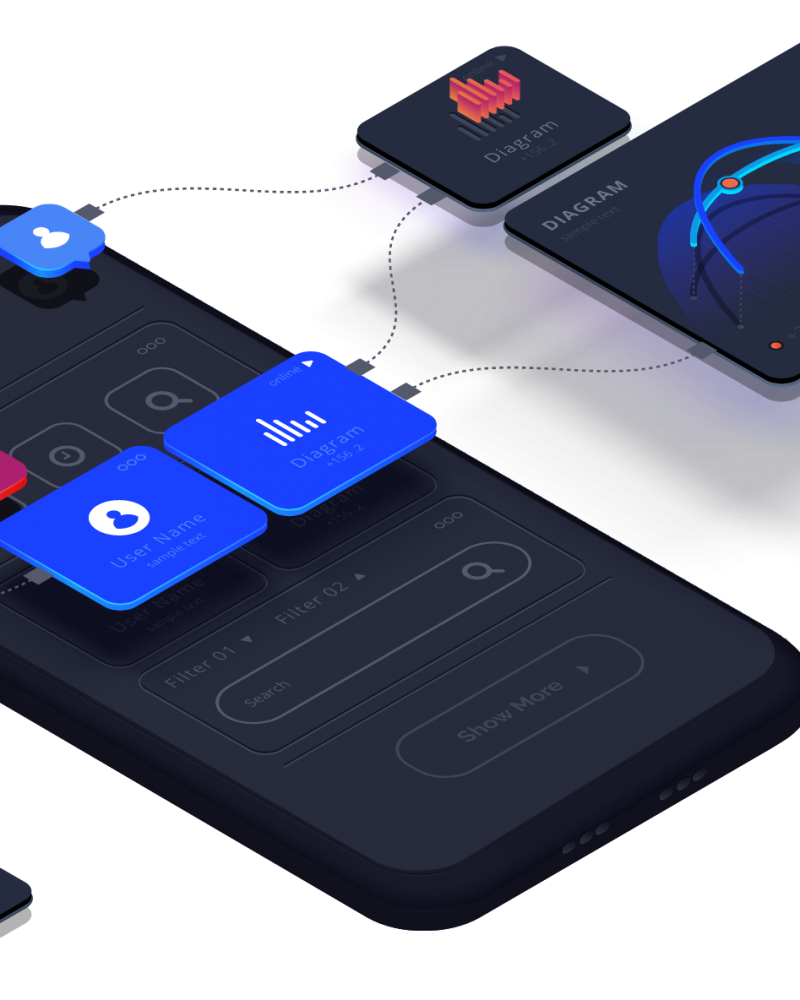 online
Diagram
+156 .2
DIAGRAM
sample text
online
Diagram
+156 .2
User Name
sample text
Diagram
+156 .2
User Name
sample text
Filter 01
Filter 02
Search
Show More